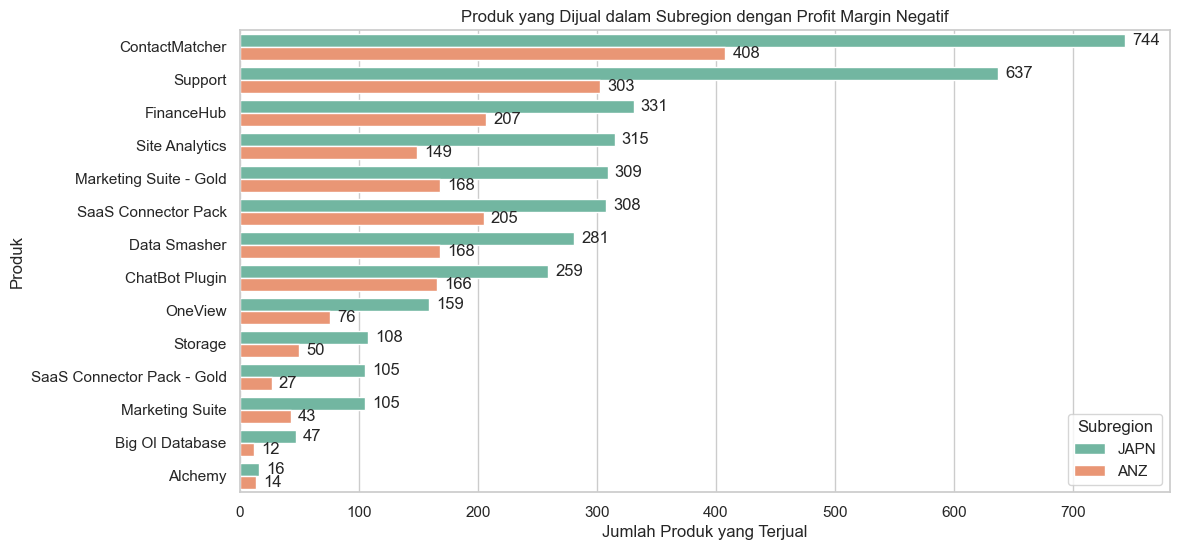 Produk yang Dijual dalam Subregion dengan Profit Margin Negatif
Produk
ContactMatcher
744
408
Support
637
303
FinanceHub
331
207
Site Analytics
315
149
Marketing Suite - Gold
309
168
SaaS Connector Pack
308
205
Data Smasher
281
168
ChatBot Plugin
259
166
OneView
159
76
Storage
108
50
SaaS Connector Pack - Gold
105
27
Marketing Suite
105
43
Big Ol Database
47
12
Alchemy
16
14
Subregion
JAPN
ANZ
0 100 200 300 400 500 600 700
Jumlah Produk yang Terjual